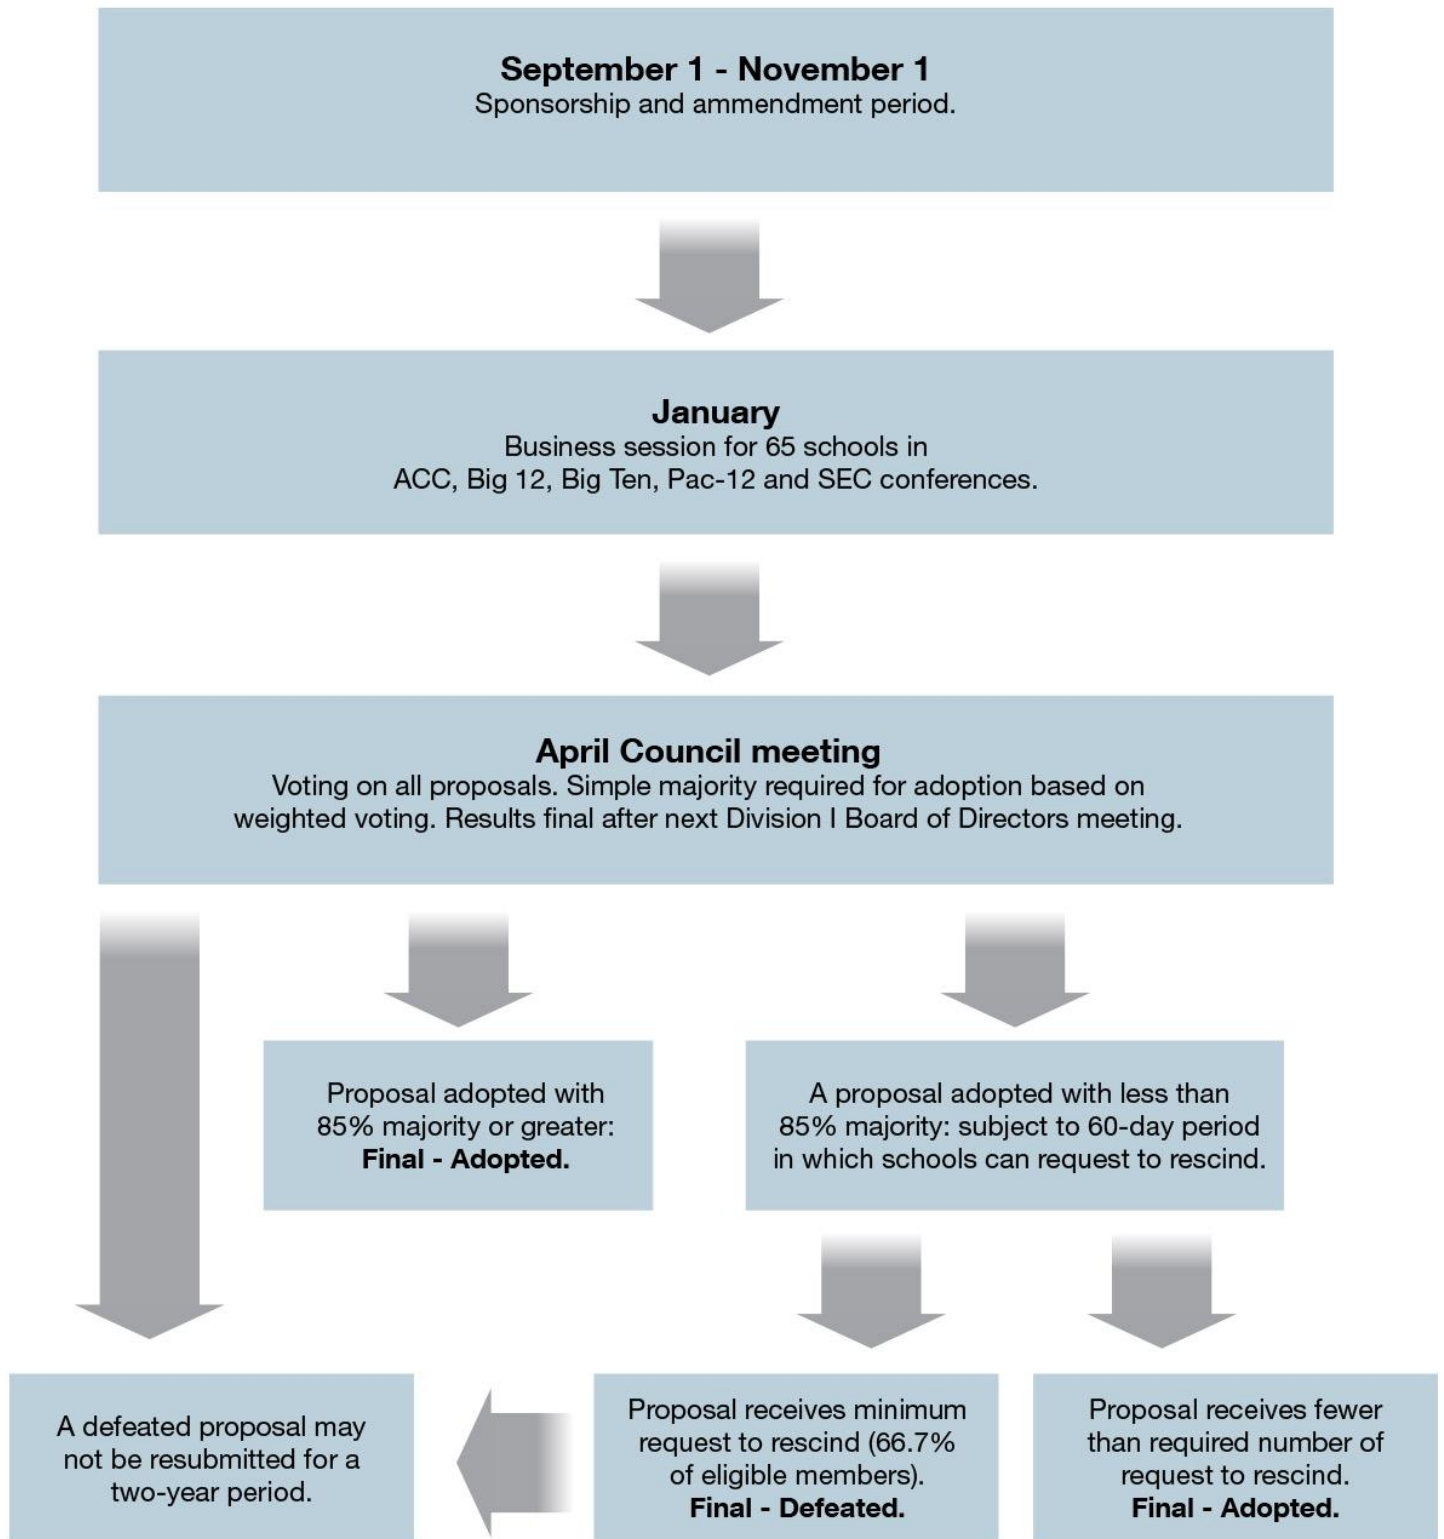 September 1 - November 1
Sponsorship and ammendment period.
January
Business session for 65 schools in
ACC, Big 12, Big Ten, Pac-12 and SEC conferences.
April Council meeting
Voting on all proposals. Simple majority required for adoption based on
weighted voting. Results final after next Division I Board of Directors meeting.
Proposal adopted with
85% majority or greater:
Final - Adopted.
A proposal adopted with less than
85% majority: subject to 60-day period
in which schools can request to rescind.
A defeated proposal may
not be resubmitted for a
two-year period.
Proposal receives minimum
request to rescind (66.7%
of eligible members).
Final - Defeated.
Proposal receives fewer
than required number of
request to rescind.
Final - Adopted.